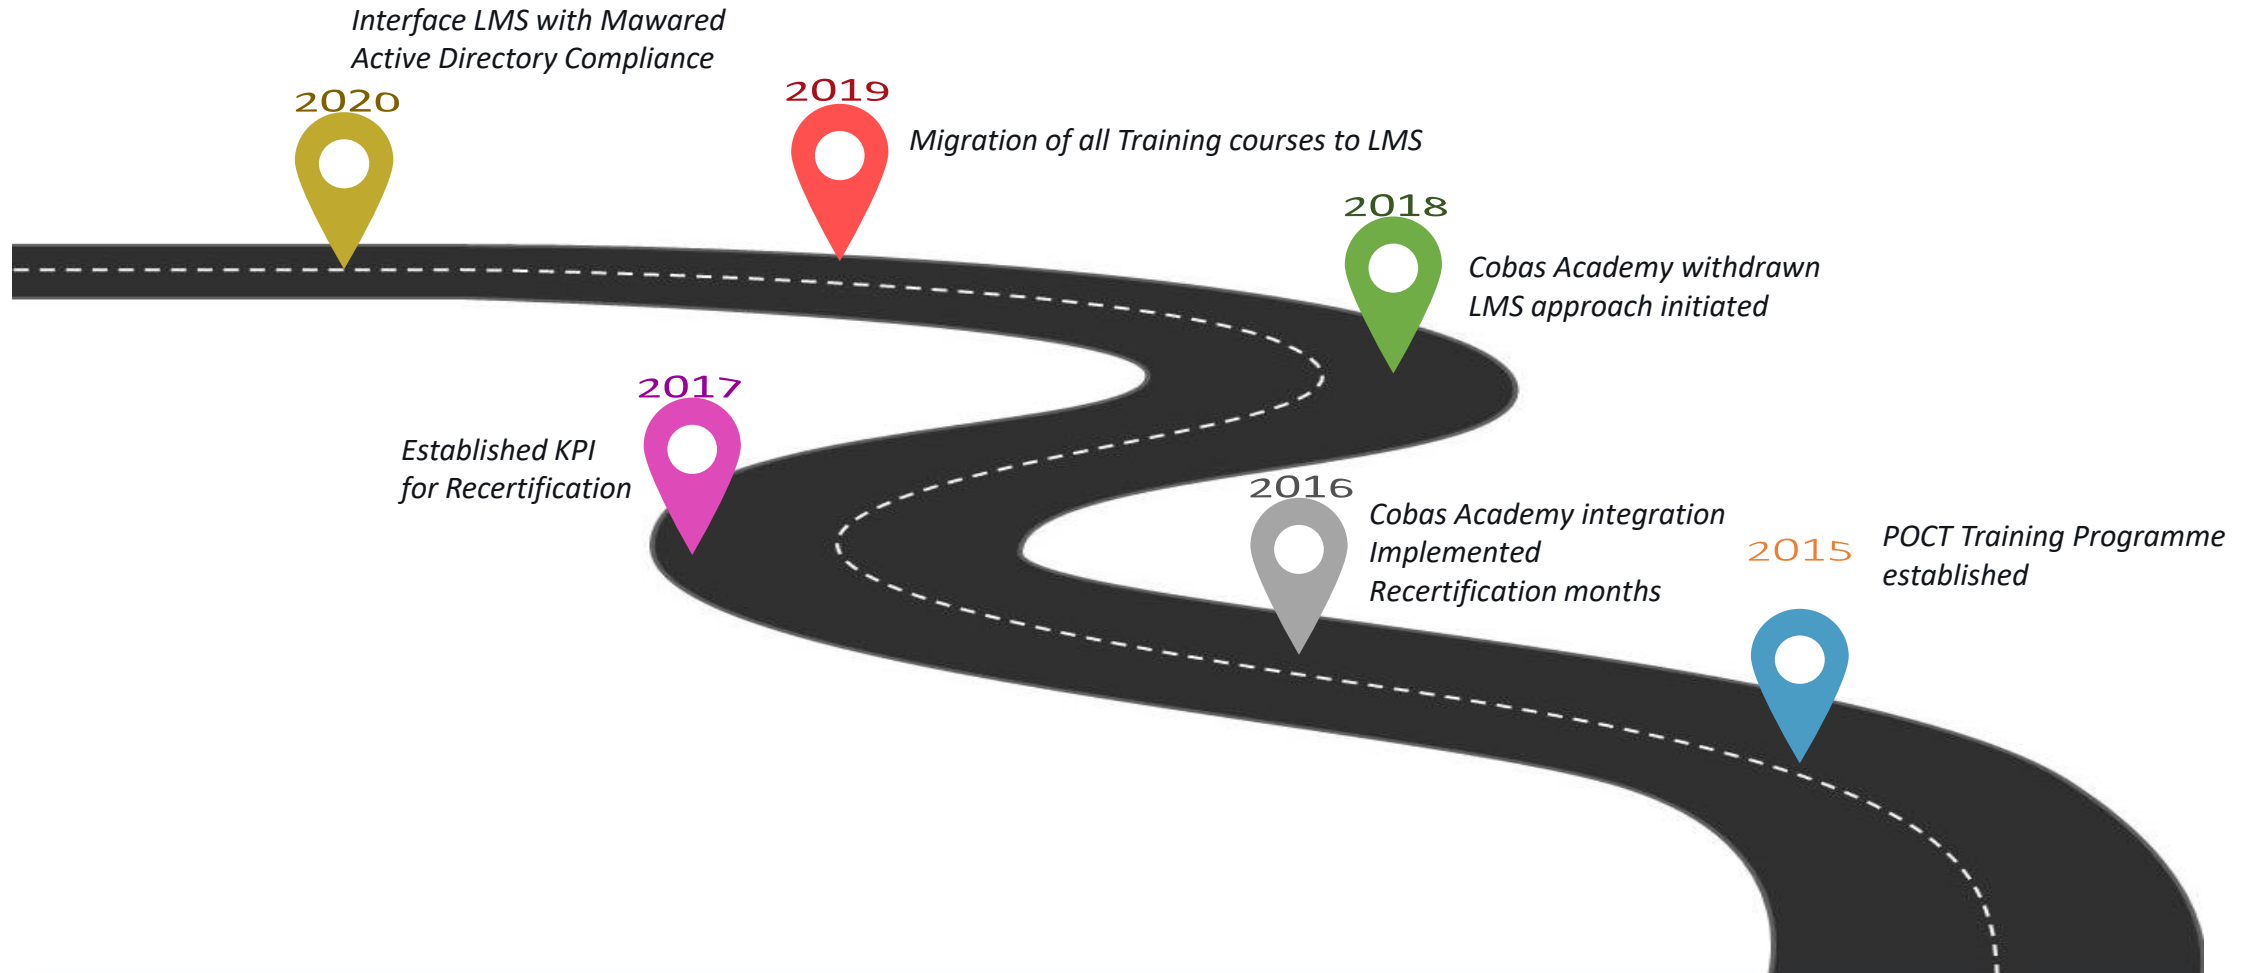 Interface LMS with Mawared
Active Directory Compliance
2020
2019
Migration of all Training courses to LMS
2018
Cobas Academy withdrawn
LMS approach initiated
2017
Established KPI
for Recertification
2016
Cobas Academy integration
Implemented
Recertification months
2015
POCT Training Programme
established